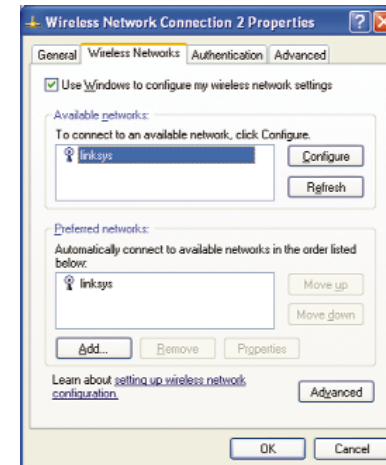 Wireless Network Connection 2 Properties
General Wireless Networks Authentication Advanced
Use Windows to configure my wireless network settings
Available networks:
To connect to an available network, click Configure.
linksys
Configure
Refresh
Preferred networks:
Automatically connect to available networks in the order listed
below:
linksys
Move up
Move down
Add... Remove Properties
Learn about setting up wireless network
configuration.
Advanced
OK Cancel